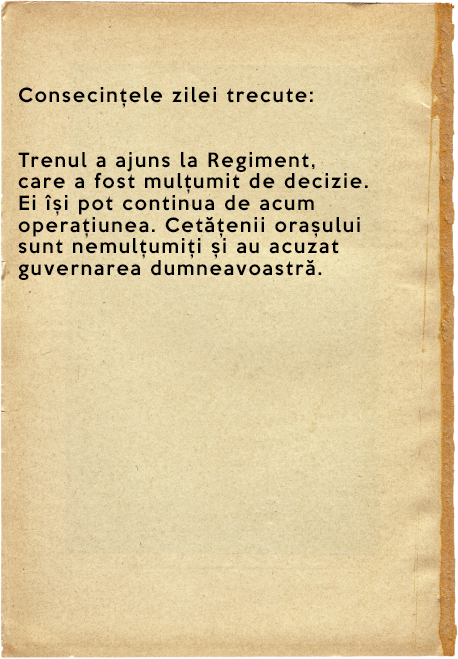 Consecințele zilei trecute:
Trenul a ajuns la Regiment,
care a fost mulțumit de decizie.
Ei își pot continua de acum
operațiunea. Cetățenii orașului
sunt nemulțumiți și au acuzat
guvernarea dumneavoastră.